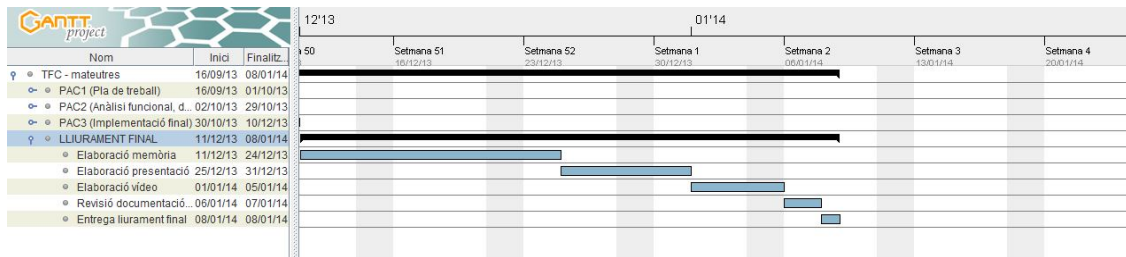 GANTT
project
12'13 01'14
50 Setmana 51 Setmana 52 Setmana 1 Setmana 2 Setmana 3 Setmana 4
16/12/13 23/12/13 30/12/13 06/01/14 13/01/14 20/01/14
Nom Inici Finalitz...
TFC - mateutres 16/09/13 08/01/14
PAC1 (Pla de treball) 16/09/13 01/10/13
PAC2 (Anàlisi funcional, d... 02/10/13 29/10/13
PAC3 (Implementació final) 30/10/13 10/12/13
LLIURAMENT FINAL 11/12/13 08/01/14
Elaboració memòria 11/12/13 24/12/13
Elaboració presentació 25/12/13 31/12/13
Elaboració vídeo 01/01/14 05/01/14
Revisió documentació... 06/01/14 07/01/14
Entrega liurament final 08/01/14 08/01/14